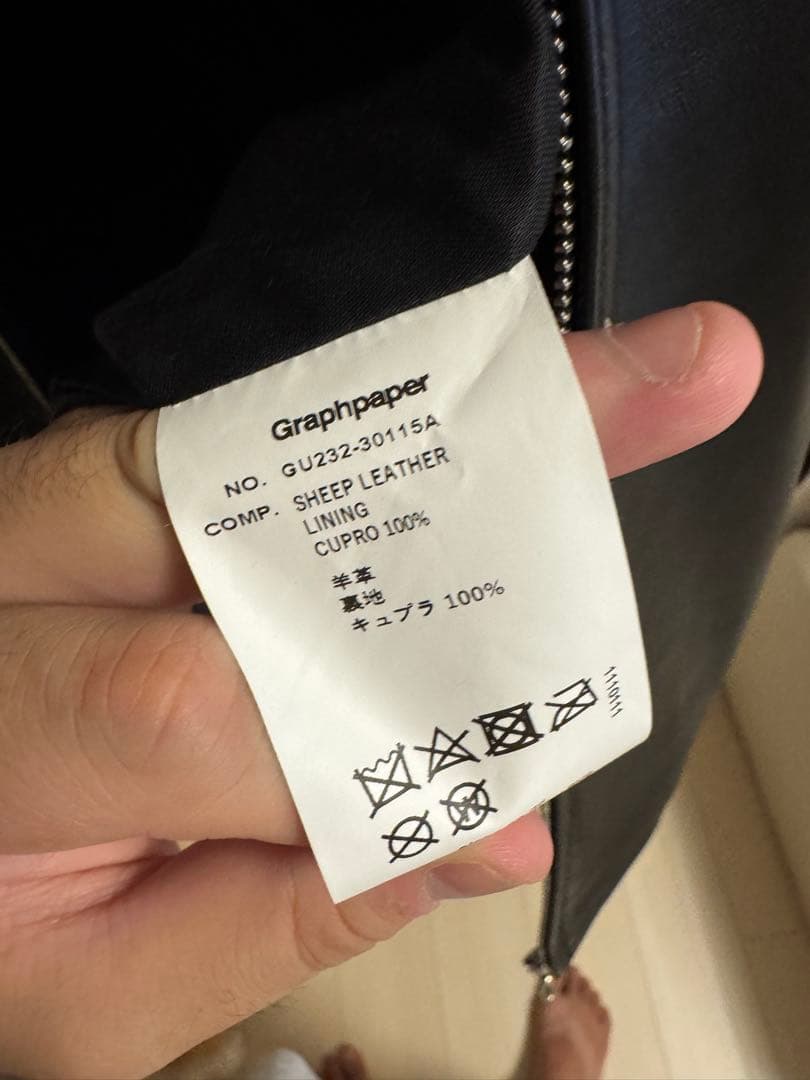 Graphpaper
NO. GU232-30115A
COMP. SHEEP LEATHER
LINING
CUPRO 100%
羊革
裏地
キュプラ 100%
1110111
W